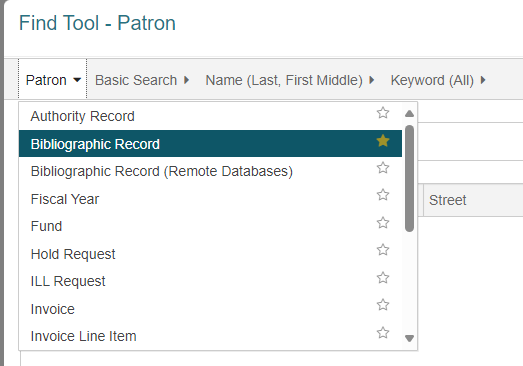 Find Tool - Patron
Patron Basic Search Name (Last, First Middle) Keyword (All)
Authority Record
Bibliographic Record
Bibliographic Record (Remote Databases)
Street
Fiscal Year
Fund
Hold Request
ILL Request
Invoice
Invoice Line Item